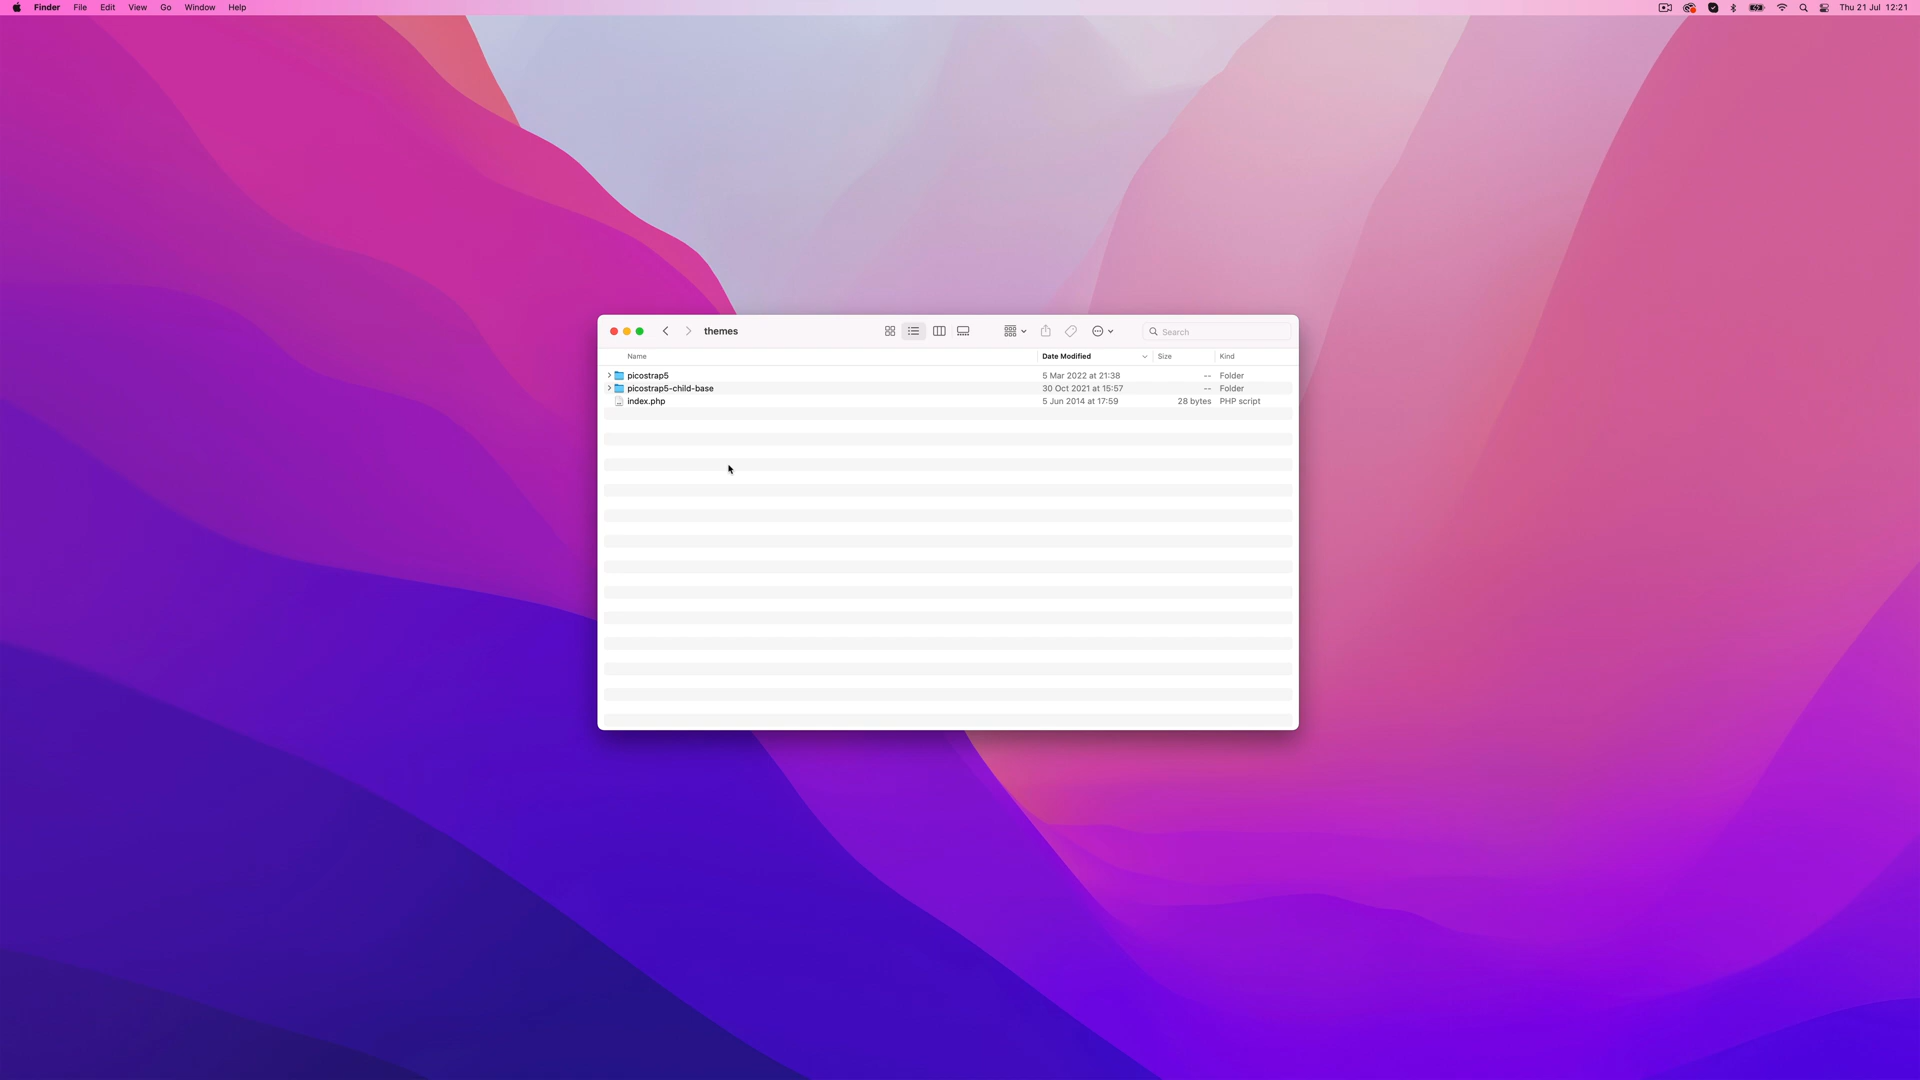 Finder File Edit View Go Window Help Thu 21 Jul 12:21
themes Search
Name Date Modified Size Kind
picostrap5 5 Mar 2022 at 21:38 -- Folder
picostrap5-child-base 30 Oct 2021 at 15:57 -- Folder
index.php 5 Jun 2014 at 17:59 28 bytes PHP script